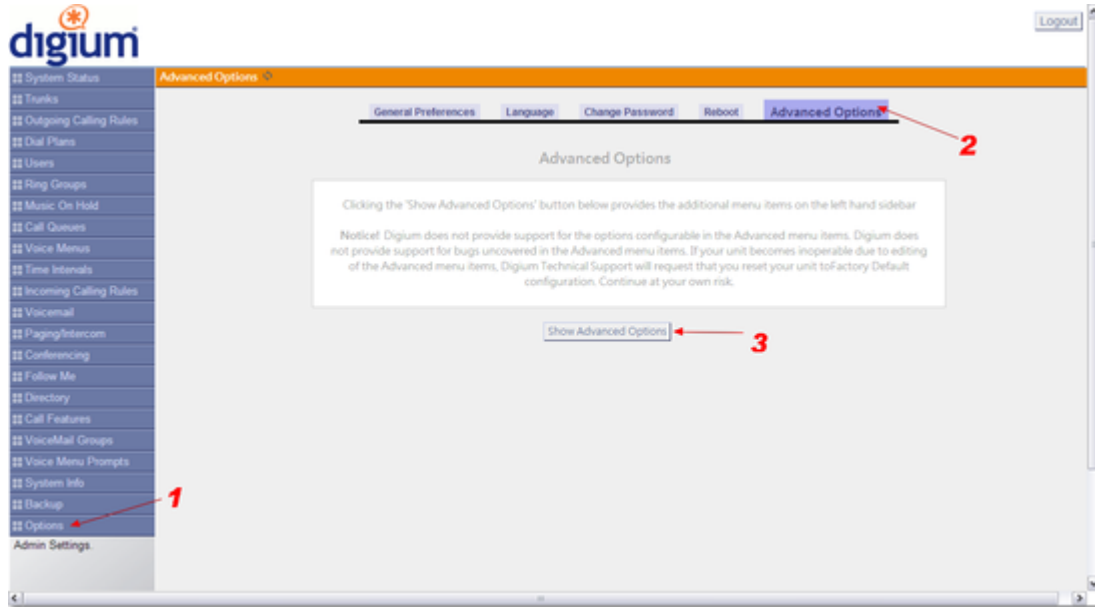 digium
Logout
System Status
Trunks
Outgoing Calling Rules
Dial Plans
Users
Ring Groups
Music On Hold
Call Queues
Voice Menus
Time Intervals
Incoming Calling Rules
Voicemail
Paging/Intercom
Conferencing
Follow Me
Directory
Call Features
VoiceMail Groups
Voice Menu Prompts
System Info
Backup
Options
1
Admin Settings.
Advanced Options
General Preferences Language Change Password Reboot Advanced Options
2
Advanced Options
Clicking the 'Show Advanced Options' button below provides the additional menu items on the left hand sidebar
Notice! Digium does not provide support for the options configurable in the Advanced menu items. Digium does
not provide support for bugs uncovered in the Advanced menu items. If your unit becomes inoperable due to editing
of the Advanced menu items, Digium Technical Support will request that you reset your unit toFactory Default
configuration. Continue at your own risk.
Show Advanced Options
3